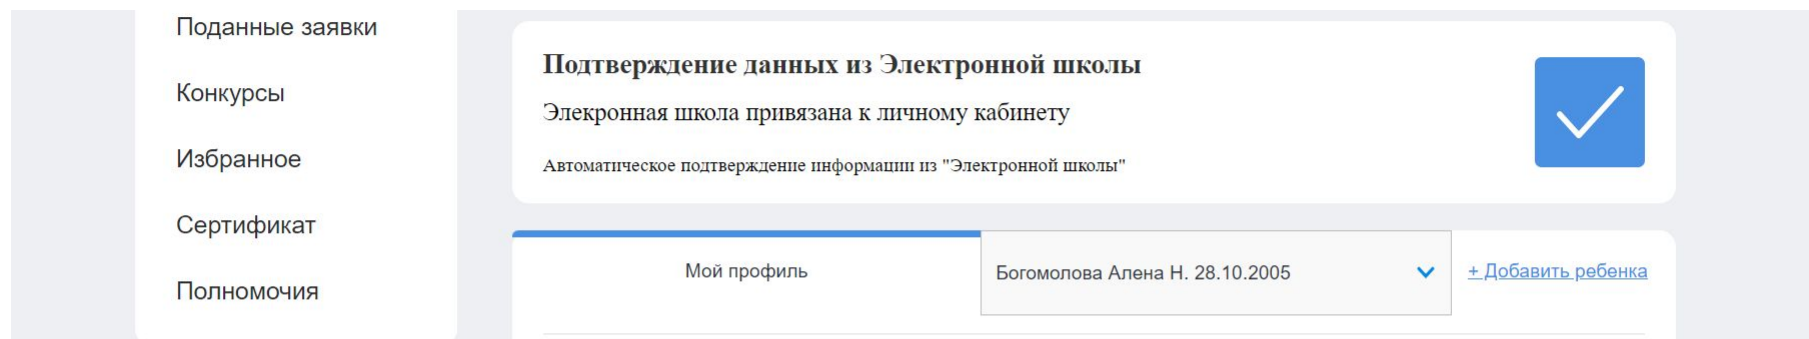 Поданные заявки
Конкурсы
Избранное
Сертификат
Полномочия
Подтверждение данных из Электронной школы
Элекронная школа привязана к личному кабинету
Автоматическое подтверждение информации из "Электронной школы"
Мой профиль
Богомолова Алена Н. 28.10.2005
+ Добавить ребенка